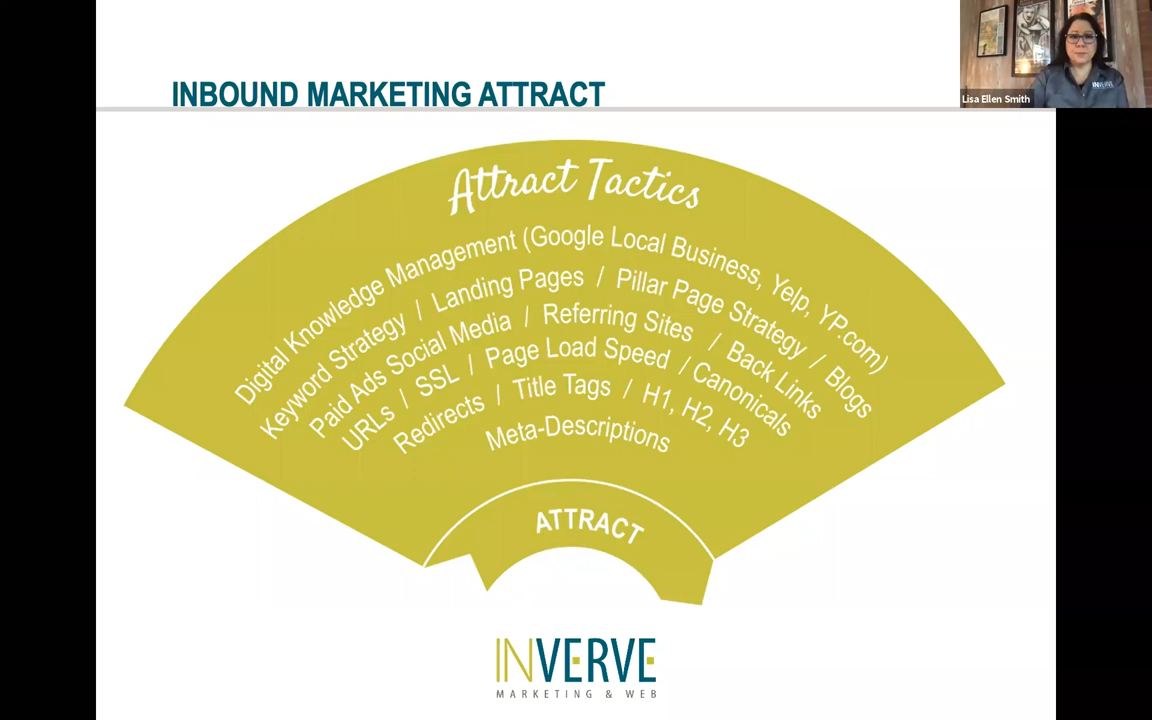 INBOUND MARKETING ATTRACT
Lisa Ellen Smith
INVERVE
Attract Tactics
Digital Knowledge Management (Google Local Business, Yelp, YP.com)
Keyword Strategy / Landing Pages / Pillar Page Strategy / Blogs
Paid Ads Social Media / Referring Sites / Back Links
URLs / SSL / Page Load Speed / Canonicals
Redirects / Title Tags / H1, H2, H3
Meta-Descriptions
ATTRACT
INVERVE
MARKETING & WEB